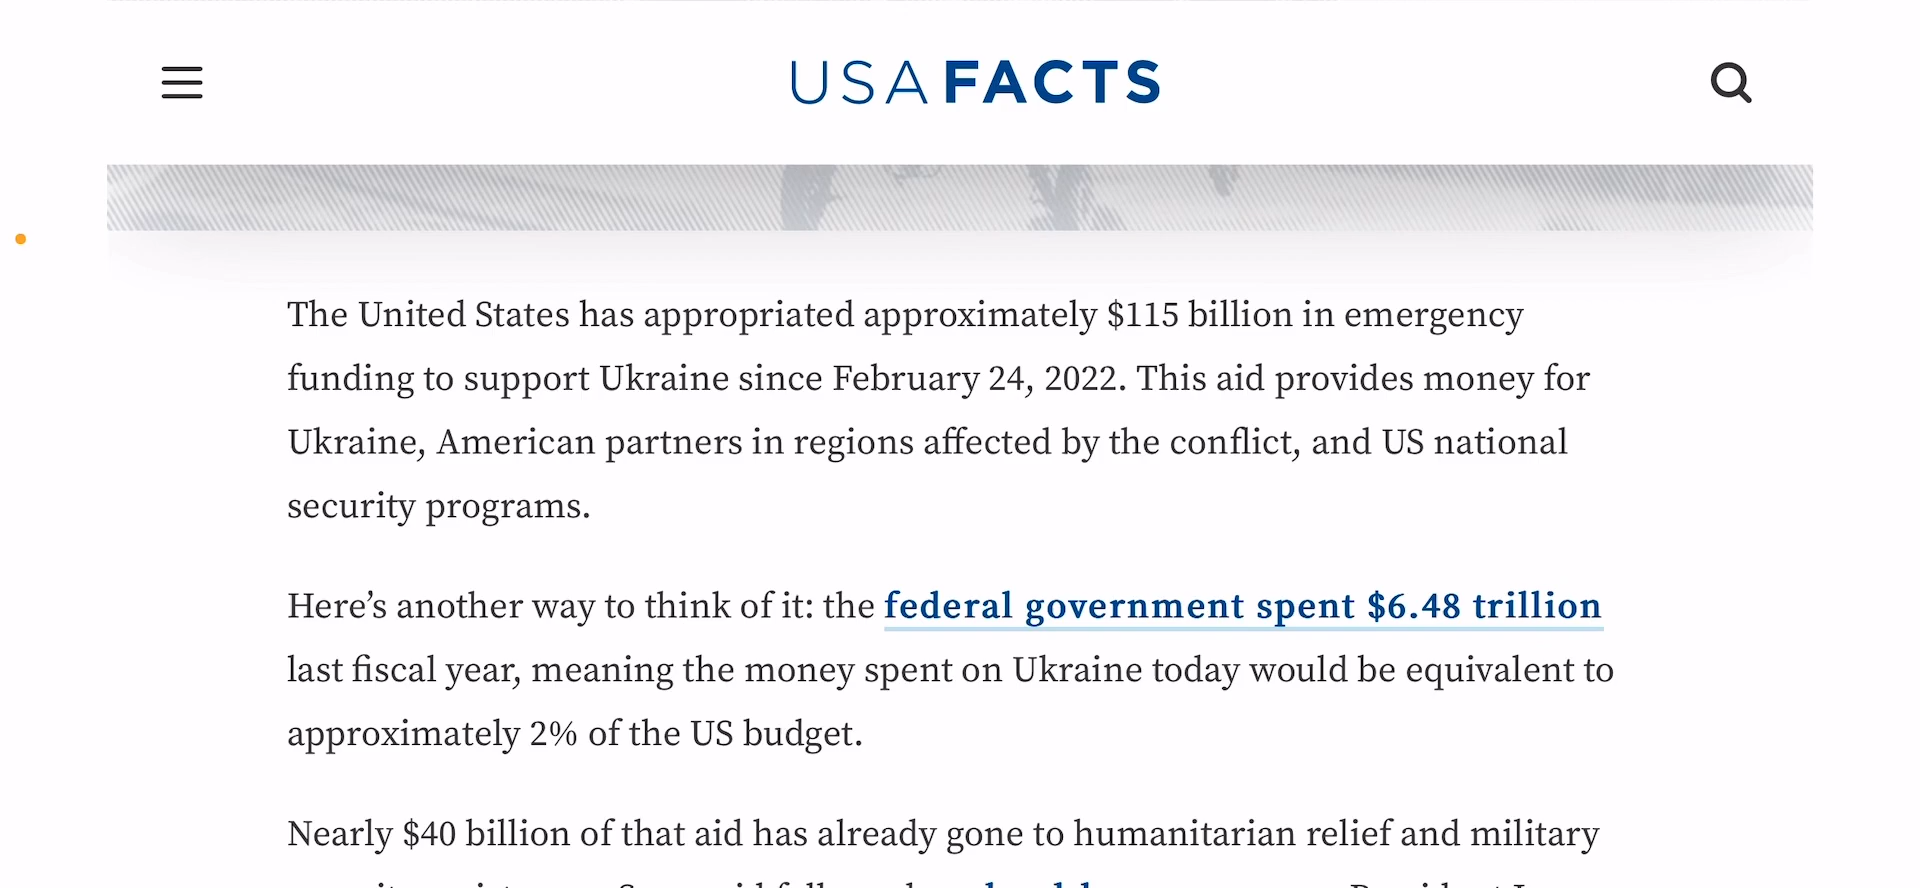 USAFACTS
The United States has appropriated approximately $115 billion in emergency
funding to support Ukraine since February 24, 2022. This aid provides money for
Ukraine, American partners in regions affected by the conflict, and US national
security programs.
Here’s another way to think of it: the federal government spent $6.48 trillion
last fiscal year, meaning the money spent on Ukraine today would be equivalent to
approximately 2% of the US budget.
Nearly $40 billion of that aid has already gone to humanitarian relief and military